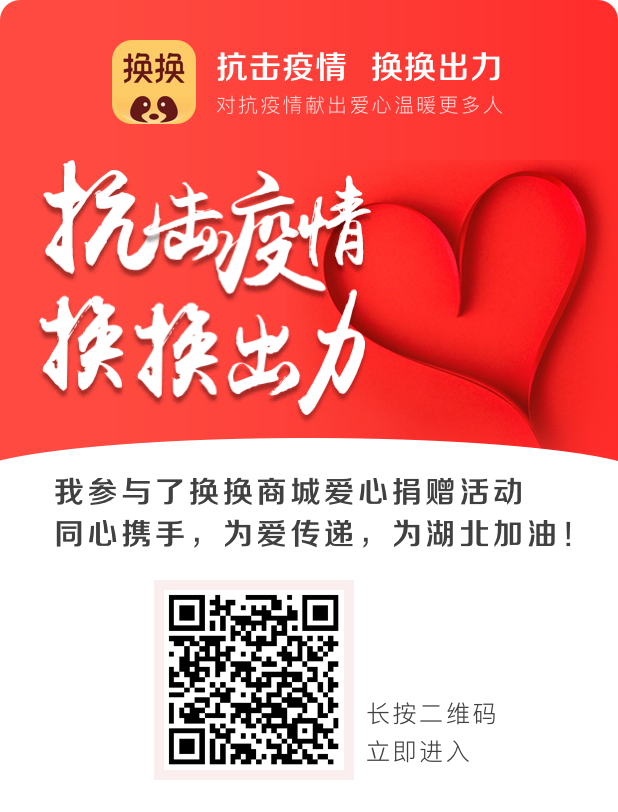 换换
抗击疫情 换换出力
对抗疫情献出爱心温暖更多人
抗击疫情
换换出力
我参与了换换商城爱心捐赠活动
同心携手，为爱传递，为湖北加油！
长按二维码
立即进入